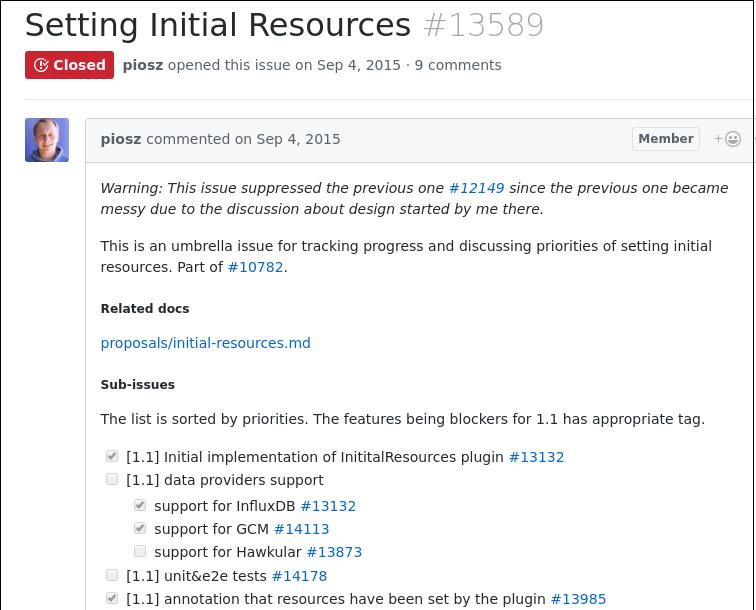 Setting Initial Resources #13589
Closed piosz opened this issue on Sep 4, 2015 · 9 comments
piosz commented on Sep 4, 2015 Member +
Warning: This issue suppressed the previous one #12149 since the previous one became
messy due to the discussion about design started by me there.
This is an umbrella issue for tracking progress and discussing priorities of setting initial
resources. Part of #10782.
Related docs
proposals/initial-resources.md
Sub-issues
The list is sorted by priorities. The features being blockers for 1.1 has appropriate tag.
[1.1] Initial implementation of InititalResources plugin #13132
[1.1] data providers support
support for InfluxDB #13132
support for GCM #14113
support for Hawkular #13873
[1.1] unit&e2e tests #14178
[1.1] annotation that resources have been set by the plugin #13985